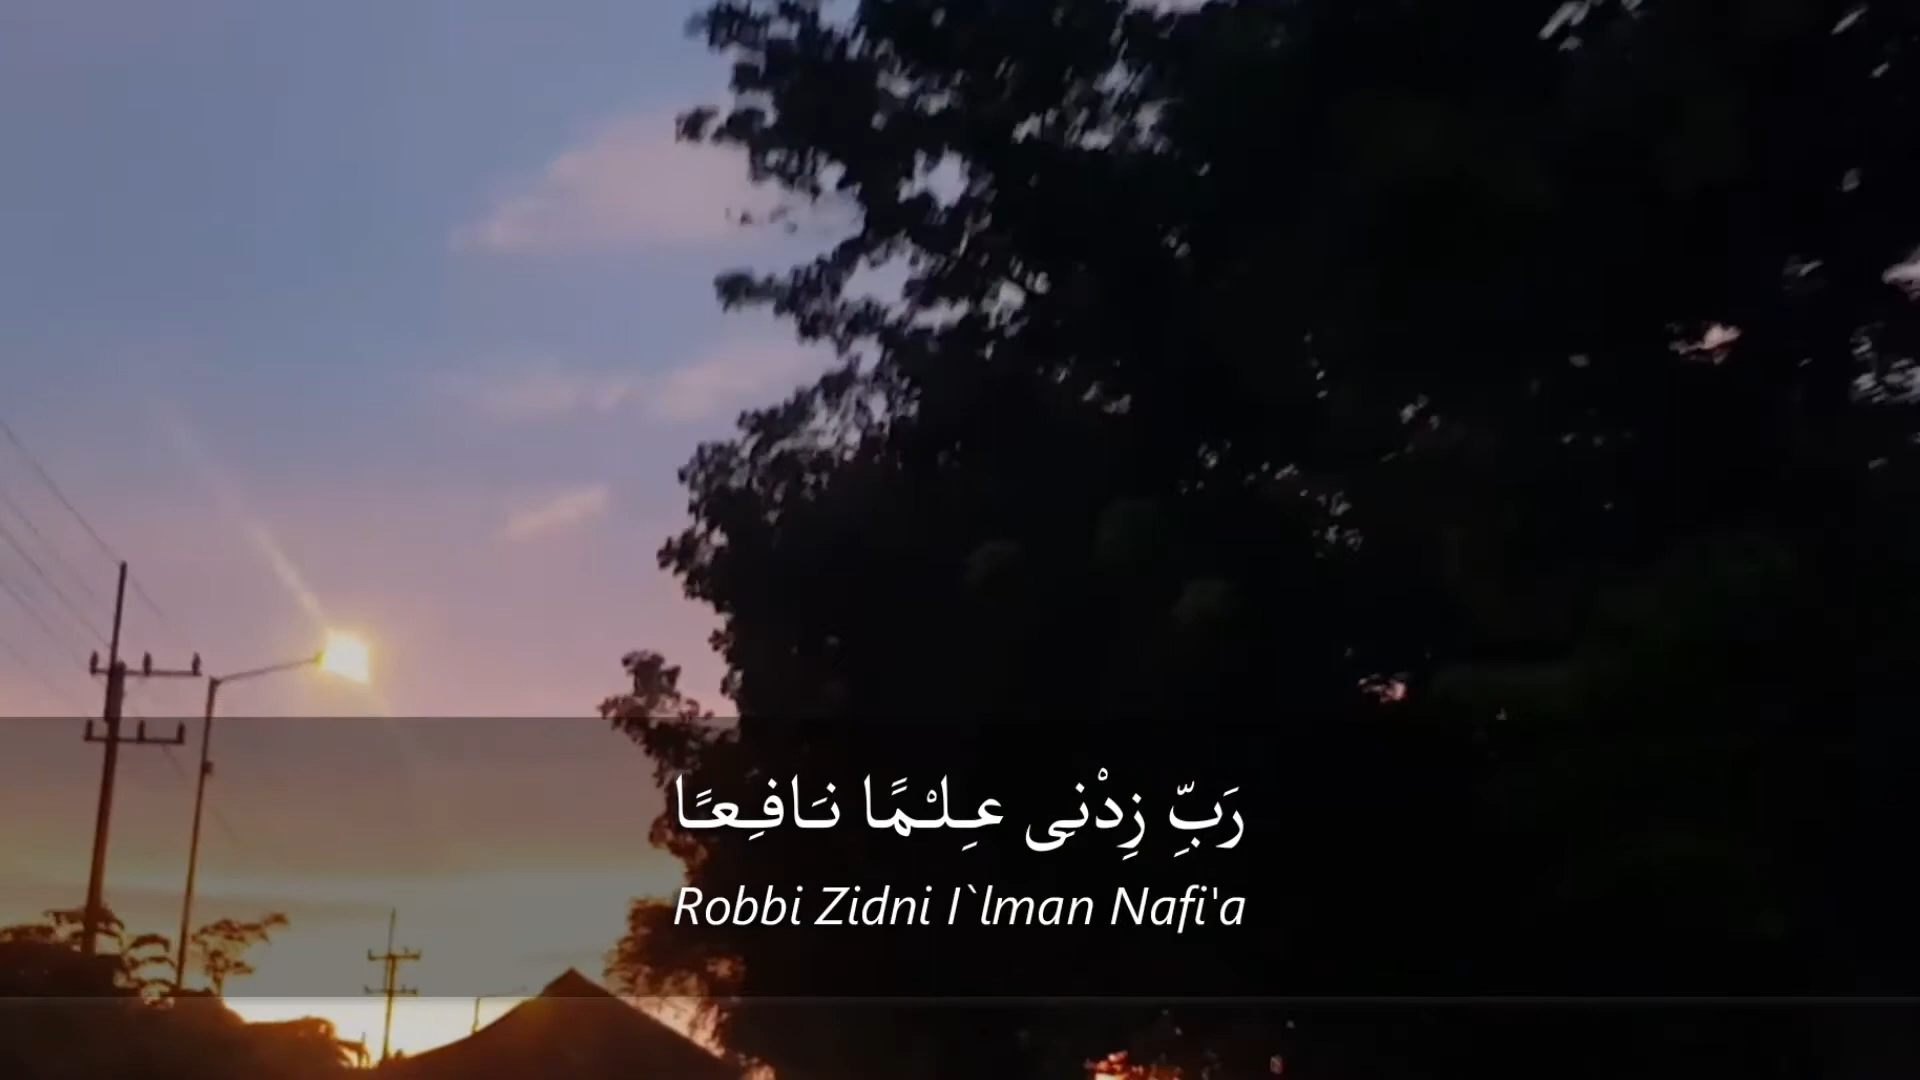 رَبِّ زِدْنِى عِلْمًا نَافِعًا
Robbi Zidni I`lman Nafi'a